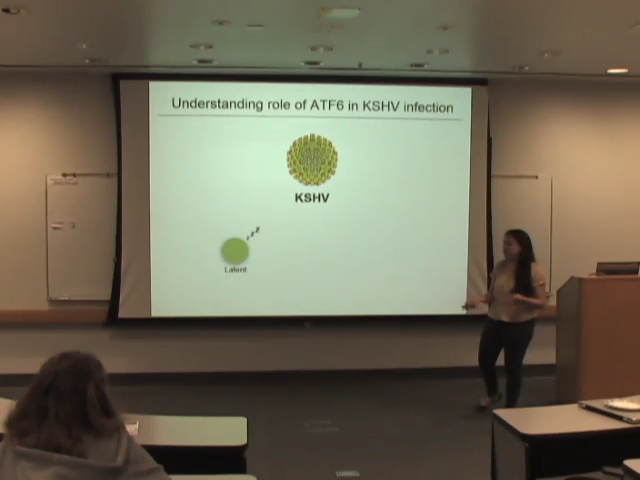 Understanding role of ATF6 in KSHV infection
KSHV
z z z
Latent